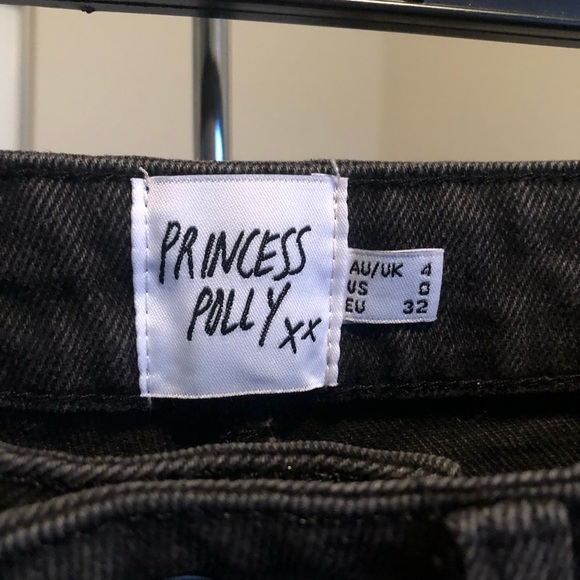 PRINCESS
POLLY xx
AU/UK 4
US 0
EU 32